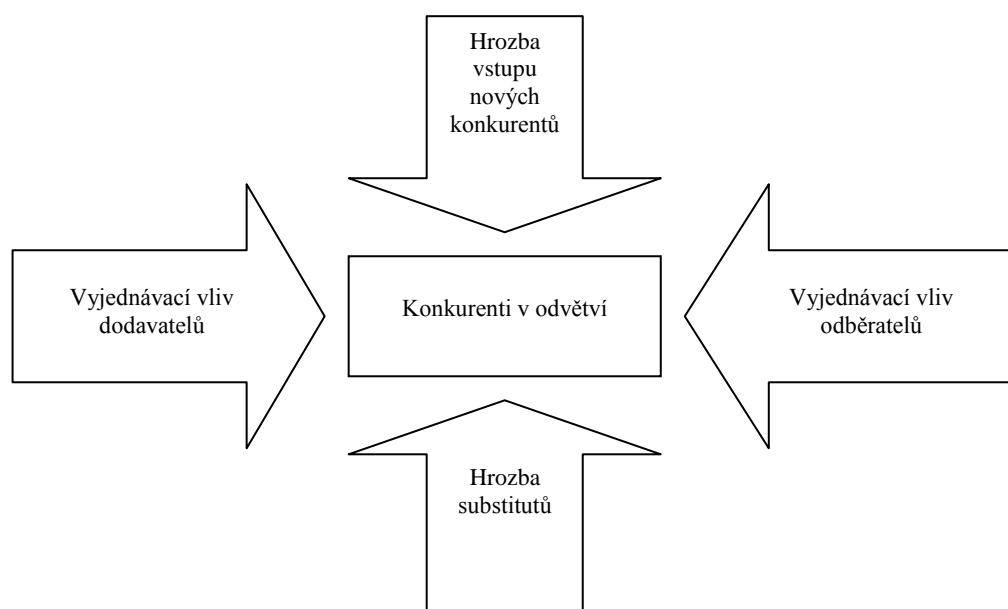 Hrozba
vstupu
nových
konkurentů
Vyjednávací vliv
dodavatelů
Konkurenti v odvětví
Vyjednávací vliv
odběratelů
Hrozba
substitutů